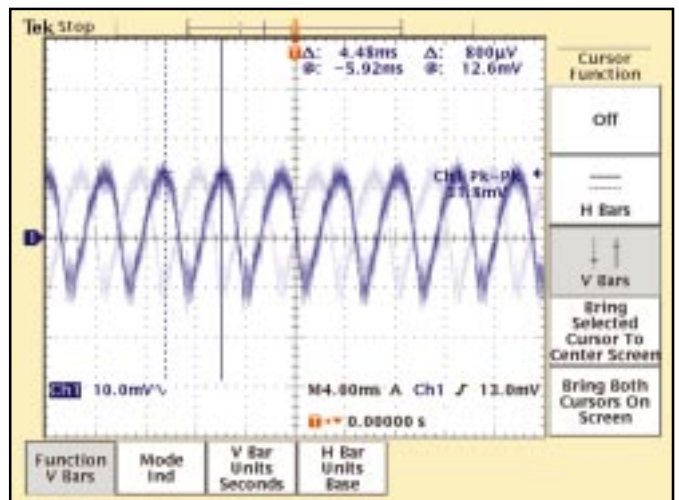 Tek Stop
Δ: 4.48ms Δ: 800µV
@: -5.92ms @: 12.6mV
Cursor
Function
Off
Ch1 Pk-Pk
H Bars
1
V Bars
Bring
Selected
Cursor To
Center Screen
Ch1 10.0mV∿ M4.00ms A Ch1 ƒ 13.0mV
0.00000 s
Bring Both
Cursors On
Screen
Function
V Bars
Mode
Ind
V Bar
Units
Seconds
H Bar
Units
Base